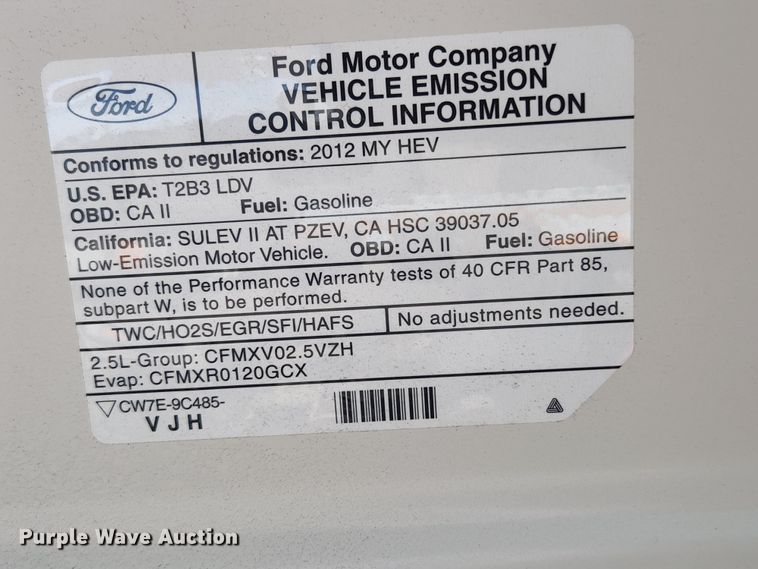 Ford
Ford Motor Company
VEHICLE EMISSION
CONTROL INFORMATION
Conforms to regulations: 2012 MY HEV
U.S. EPA: T2B3 LDV
OBD: CA II Fuel: Gasoline
California: SULEV II AT PZEV, CA HSC 39037.05
Low-Emission Motor Vehicle. OBD: CA II Fuel: Gasoline
None of the Performance Warranty tests of 40 CFR Part 85,
subpart W, is to be performed.
TWC/HO2S/EGR/SFI/HAFS No adjustments needed.
2.5L-Group: CFMXV02.5VZH
Evap: CFMXR0120GCX
CW7E-9C485-
V J H
Purple Wave Auction